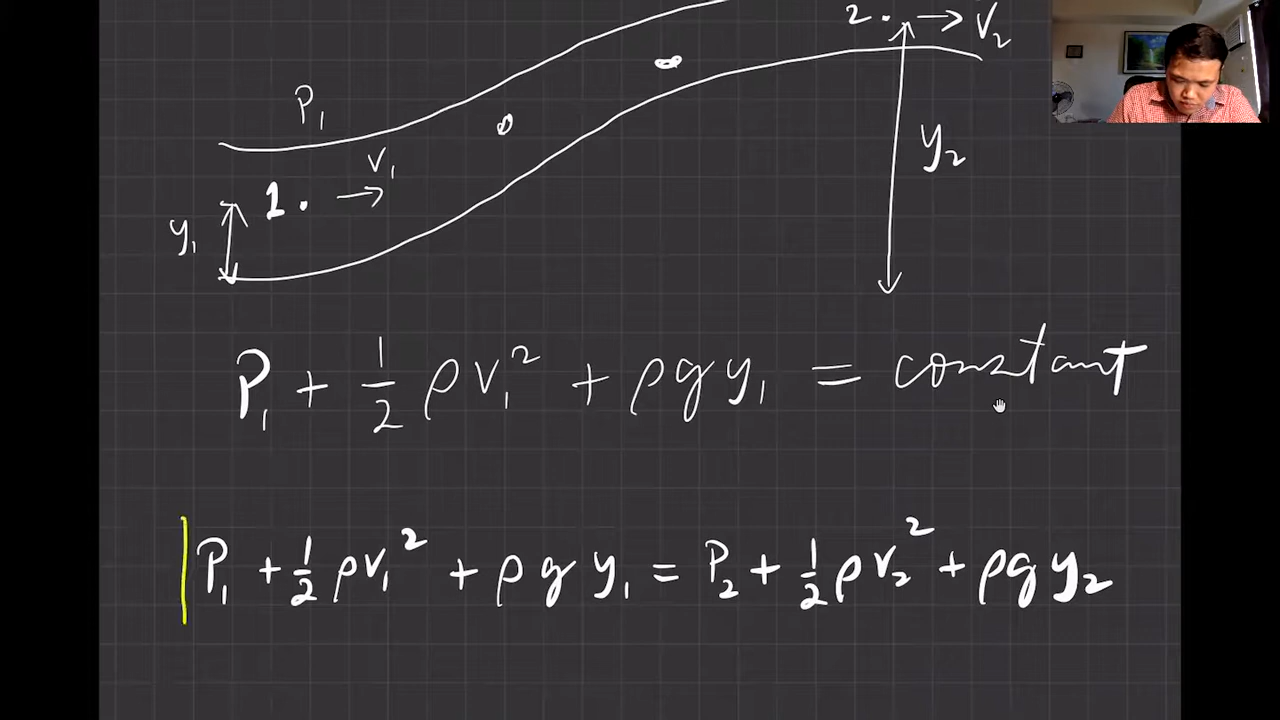 2. → V₂
P₁
V₁
y₂
1. →
y₁
P₁ + 1/2 ρv₁² + ρgy₁ = constant
P₁ + 1/2 ρv₁² + ρgy₁ = P₂ + 1/2 ρv₂² + ρgy₂